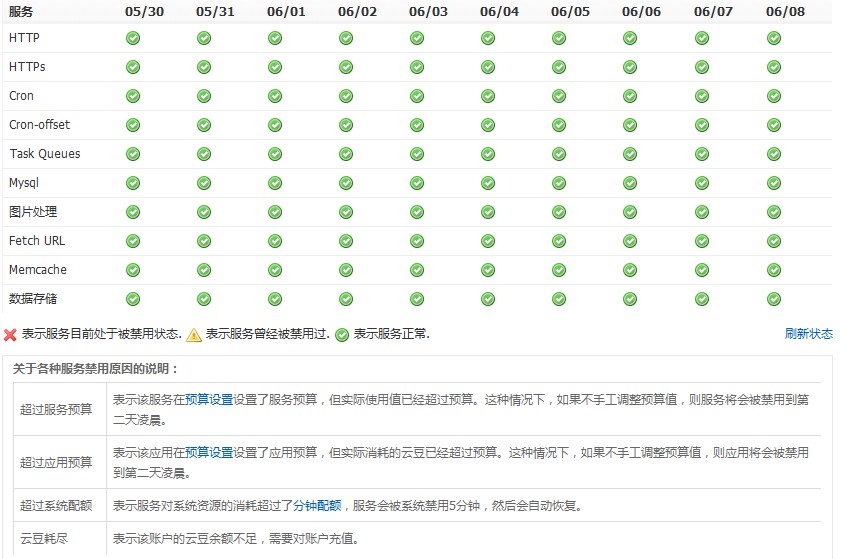 服务 05/30 05/31 06/01 06/02 06/03 06/04 06/05 06/06 06/07 06/08
HTTP
HTTPs
Cron
Cron-offset
Task Queues
Mysql
图片处理
Fetch URL
Memcache
数据存储
表示服务目前处于被禁用状态. 表示服务曾经被禁用过. 表示服务正常. 刷新状态
关于各种服务禁用原因的说明：
超过服务预算 表示该服务在预算设置设置了服务预算，但实际使用值已经超过预算。这种情况下，如果不手工调整预算值，则服务将会被禁用到第
二天凌晨。
超过应用预算 表示该应用在预算设置设置了应用预算，但实际消耗的云豆已经超过预算。这种情况下，如果不手工调整预算值，则应用将会被禁用
到第二天凌晨。
超过系统配额 表示服务对系统资源的消耗超过了分钟配额，服务会被系统禁用5分钟，然后会自动恢复。
云豆耗尽 表示该账户的云豆余额不足，需要对账户充值。